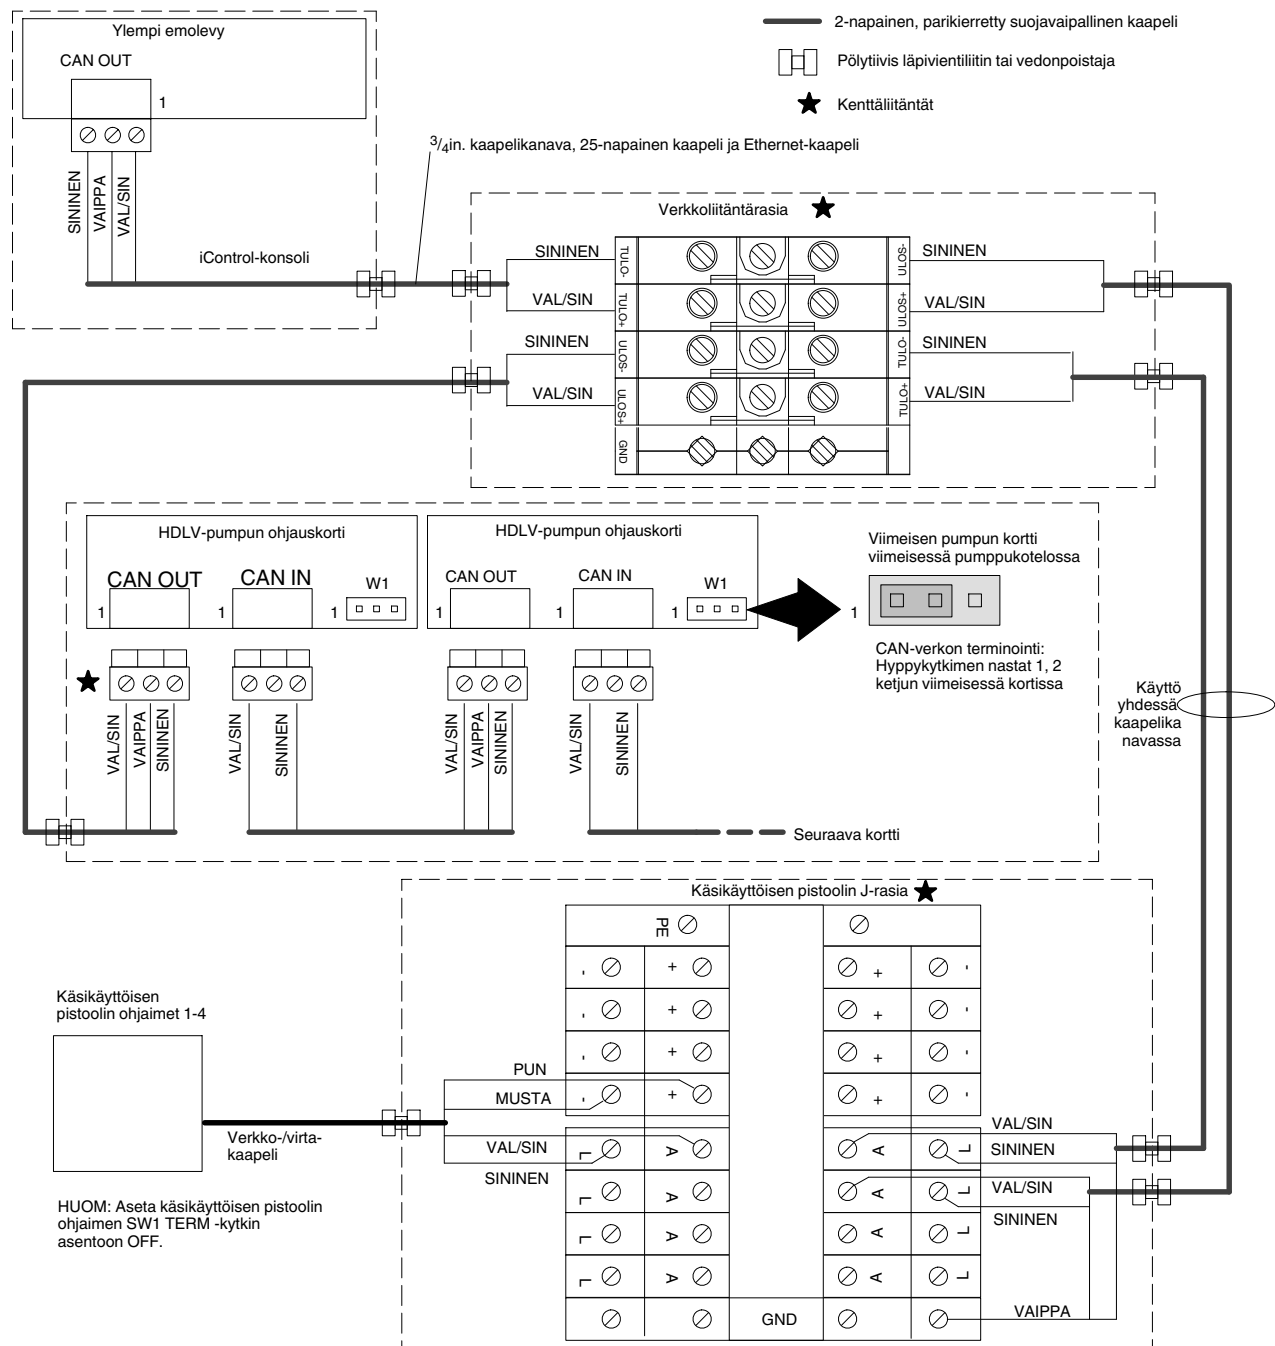 Ylempi emolevy
CAN OUT
1
SININEN
VAIPPA
VAL/SIN
iControl-konsoli
2-napainen, parikierretty suojavaipallinen kaapeli
Pölytiivis läpivientiliitin tai vedonpoistaja
Kenttäliitäntät
3/4in. kaapelikanava, 25-napainen kaapeli ja Ethernet-kaapeli
Verkkoliitäntärasia
SININEN
VAL/SIN
SININEN
VAL/SIN
TULO-
TULO+
ULOS-
ULOS+
GND
ULOS-
ULOS+
TULO-
TULO+
SININEN
VAL/SIN
SININEN
VAL/SIN
HDLV-pumpun ohjauskorti
CAN OUT
CAN IN
W1
1
1
1
HDLV-pumpun ohjauskorti
CAN OUT
CAN IN
W1
1
1
1
VAL/SIN
VAIPPA
SININEN
VAL/SIN
SININEN
VAL/SIN
VAIPPA
SININEN
VAL/SIN
SININEN
Seuraava kortti
Viimeisen pumpun kortti
viimeisessä pumppukotelossa
1
CAN-verkon terminointi:
Hyppykytkimen nastat 1, 2
ketjun viimeisessä kortissa
Käyttö
yhdessä
kaapelika
navassa
Käsikäyttöisen pistoolin J-rasia
PE
- + + -
- + + -
- + + -
- + + -
L A A L
L A A L
L A A L
L A A L
GND
Käsikäyttöisen
pistoolin ohjaimet 1-4
Verkko-/virta-
kaapeli
PUN
MUSTA
VAL/SIN
SININEN
VAL/SIN
SININEN
VAL/SIN
SININEN
VAIPPA
HUOM: Aseta käsikäyttöisen pistoolin
ohjaimen SW1 TERM -kytkin
asentoon OFF.